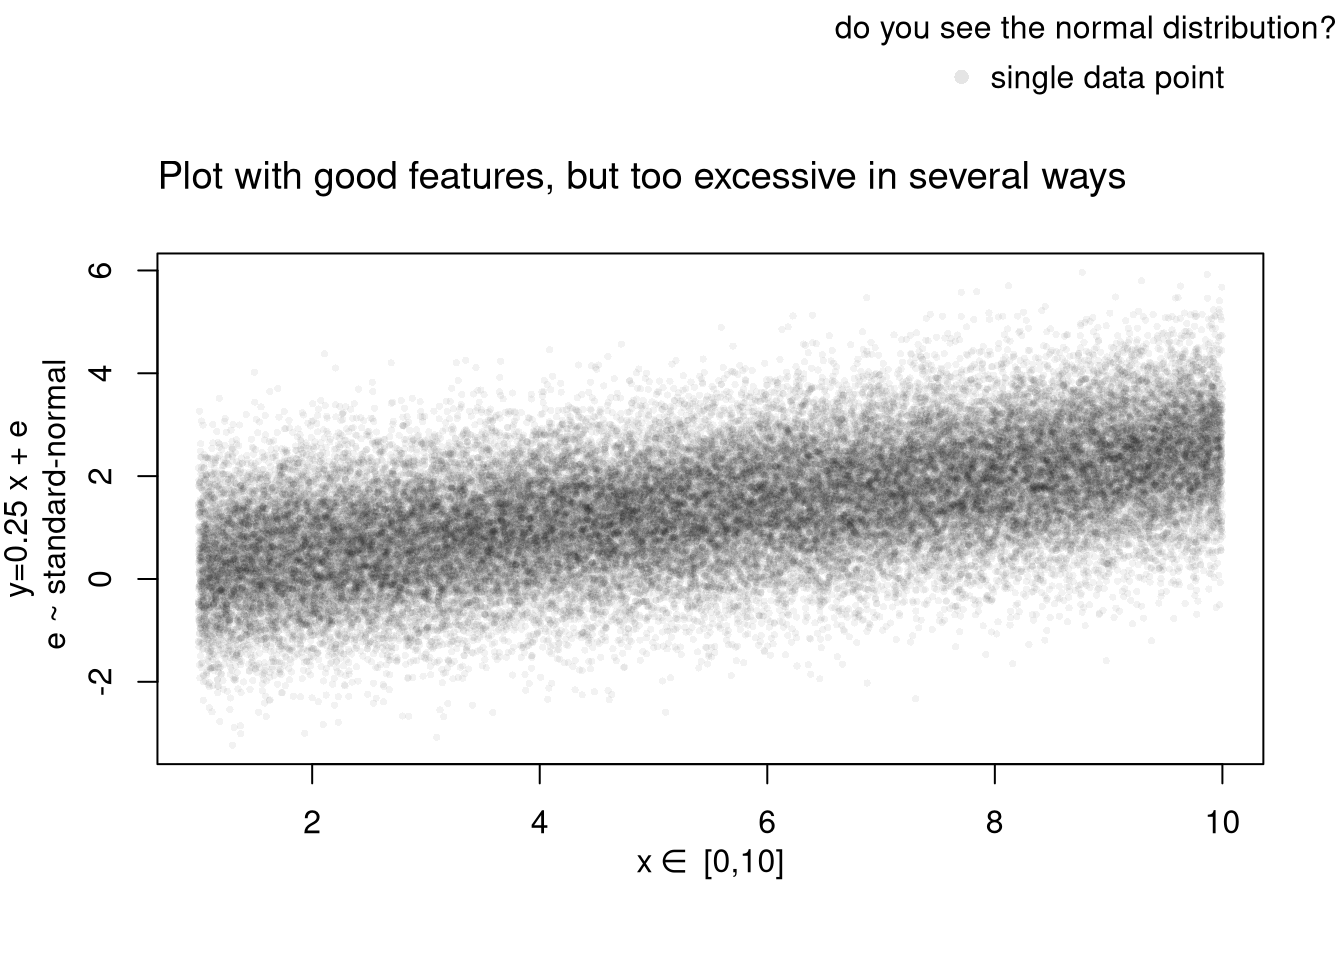 do you see the normal distribution?
single data point
Plot with good features, but too excessive in several ways
y=0.25 x + e
e ~ standard-normal
6
4
2
0
-2
2
4
6
8
10
x ∈ [0,10]